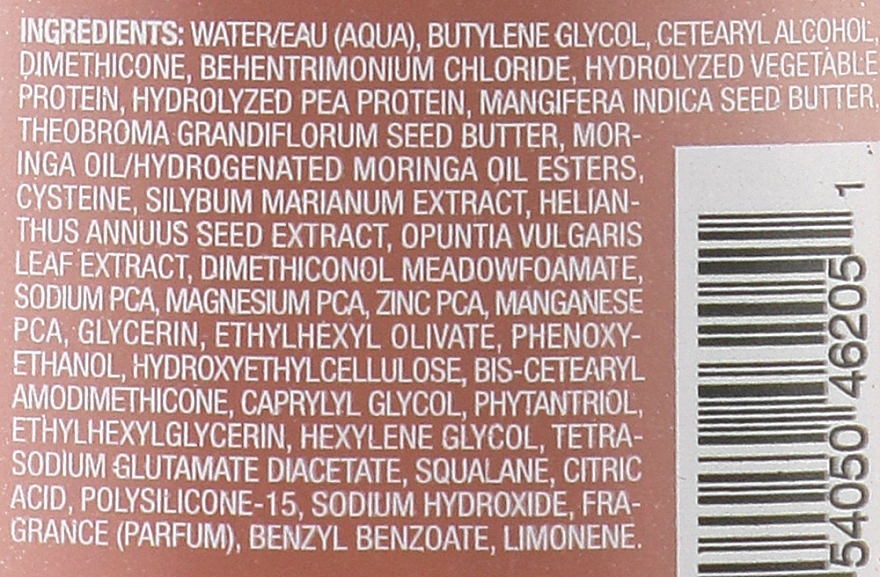 INGREDIENTS: WATER/EAU (AQUA), BUTYLENE GLYCOL, CETEARYL ALCOHOL,
DIMETHICONE, BEHENTRIMONIUM CHLORIDE, HYDROLYZED VEGETABLE
PROTEIN, HYDROLYZED PEA PROTEIN, MANGIFERA INDICA SEED BUTTER,
THEOBROMA GRANDIFLORUM SEED BUTTER, MOR-
INGA OIL/HYDROGENATED MORINGA OIL ESTERS,
CYSTEINE, SILYBUM MARIANUM EXTRACT, HELIAN-
THUS ANNUUS SEED EXTRACT, OPUNTIA VULGARIS
LEAF EXTRACT, DIMETHICONOL MEADOWFOAMATE,
SODIUM PCA, MAGNESIUM PCA, ZINC PCA, MANGANESE
PCA, GLYCERIN, ETHYLHEXYL OLIVATE, PHENOXY-
ETHANOL, HYDROXYETHYLCELLULOSE, BIS-CETEARYL
AMODIMETHICONE, CAPRYLYL GLYCOL, PHYTANTRIOL,
ETHYLHEXYLGLYCERIN, HEXYLENE GLYCOL, TETRA-
SODIUM GLUTAMATE DIACETATE, SQUALANE, CITRIC
ACID, POLYSILICONE-15, SODIUM HYDROXIDE, FRA-
GRANCE (PARFUM), BENZYL BENZOATE, LIMONENE.
54050 46205 1